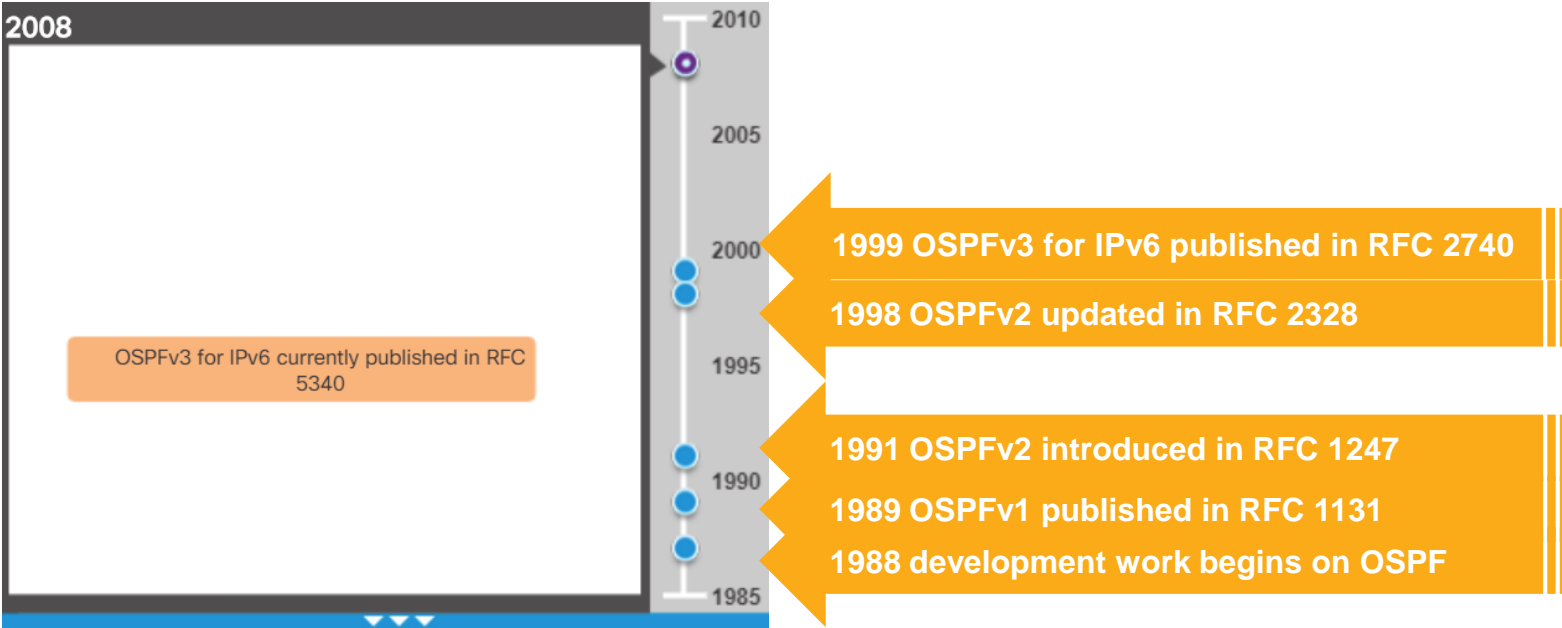 2008
OSPFv3 for IPv6 currently published in RFC
5340
2010
2005
2000
1995
1990
1985
1999 OSPFv3 for IPv6 published in RFC 2740
1998 OSPFv2 updated in RFC 2328
1991 OSPFv2 introduced in RFC 1247
1989 OSPFv1 published in RFC 1131
1988 development work begins on OSPF